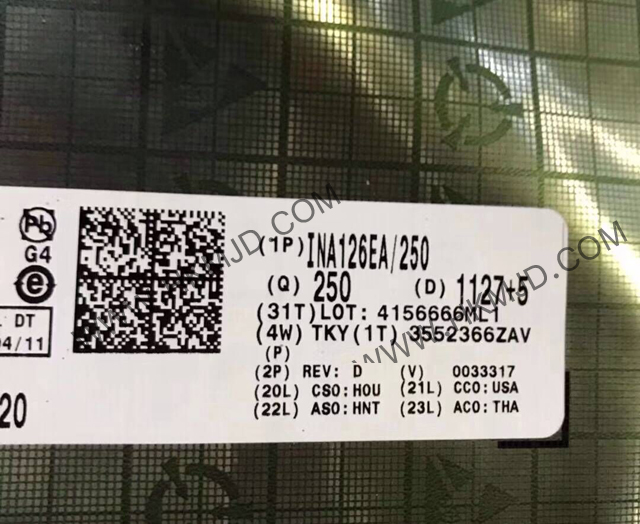 Pb
G4
e
DT
04/11
20
(1P) INA126EA/250
(Q) 250 (D) 1127+5
(31T)LOT: 4156666ML1
(4W) TKY(1T) 3552366ZAV
(P)
(2P) REV: D (V) 0033317
(20L) CSO:HOU (21L) CCO:USA
(22L) ASO:HNT (23L) ACO:THA